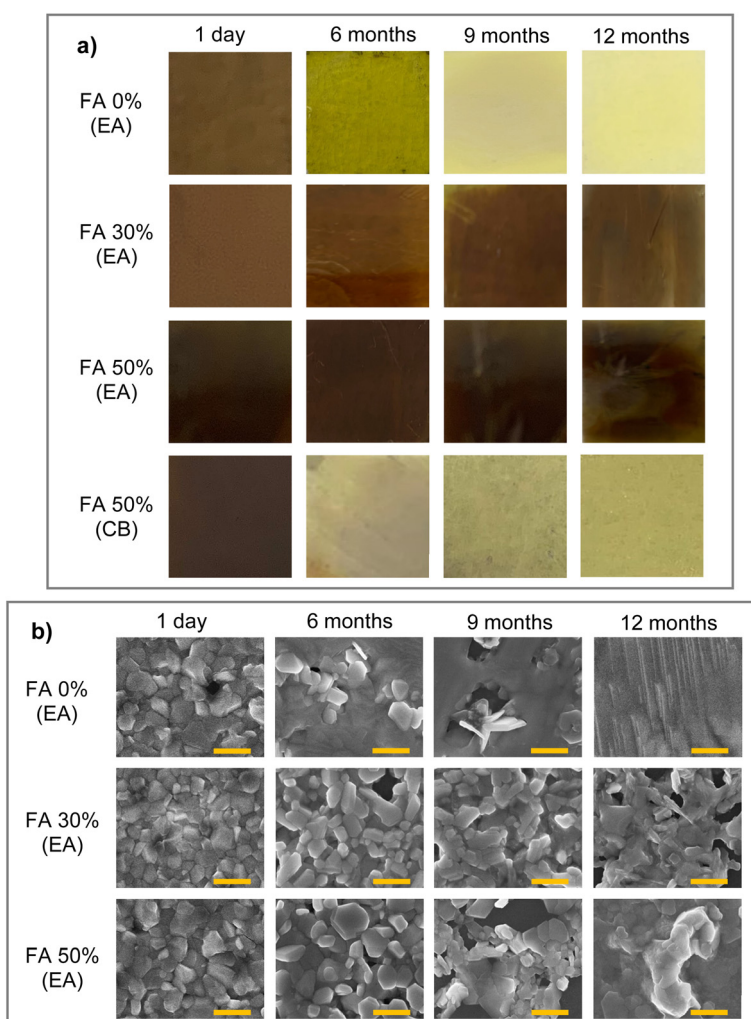 a)
1 day 6 months 9 months 12 months
FA 0%
(EA)
FA 30%
(EA)
FA 50%
(EA)
FA 50%
(CB)
b)
1 day 6 months 9 months 12 months
FA 0%
(EA)
FA 30%
(EA)
FA 50%
(EA)